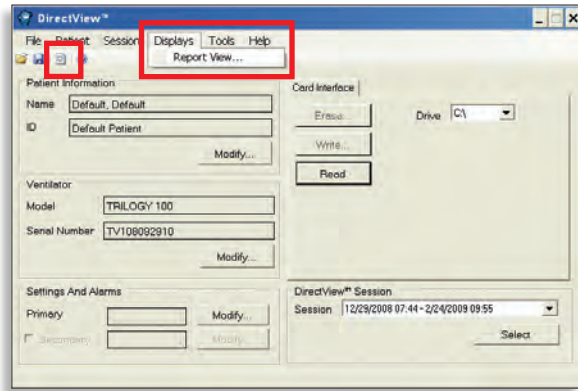 DirectView™
File Patient Session Displays Tools Help
Report View...
Patient Information
Name Default, Default
ID Default Patient
Modify...
Ventilator
Model TRILOGY 100
Serial Number TV108092910
Modify...
Settings And Alarms
Primary Modify...
Secondary Modify...
Card Interface
Erase... Drive C:\
Write...
Read
DirectView™ Session
Session 12/29/2008 07:44 - 2/24/2009 09:55
Select